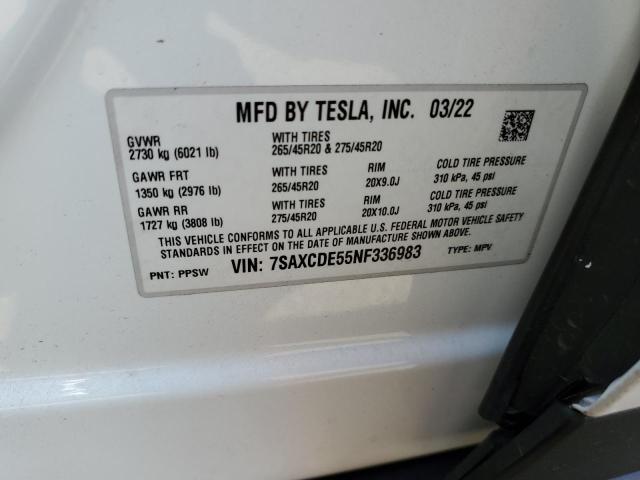 MFD BY TESLA, INC. 03/22
GVWR
2730 kg (6021 lb)
WITH TIRES
265/45R20 & 275/45R20
GAWR FRT
1350 kg (2976 lb)
WITH TIRES
265/45R20
RIM
20X9.0J
COLD TIRE PRESSURE
310 kPa, 45 psi
GAWR RR
1727 kg (3808 lb)
WITH TIRES
275/45R20
RIM
20X10.0J
COLD TIRE PRESSURE
310 kPa, 45 psi
THIS VEHICLE CONFORMS TO ALL APPLICABLE U.S. FEDERAL MOTOR VEHICLE SAFETY
STANDARDS IN EFFECT ON THE DATE OF MANUFACTURE SHOWN ABOVE.
PNT: PPSW
VIN: 7SAXCDE55NF336983
TYPE: MPV